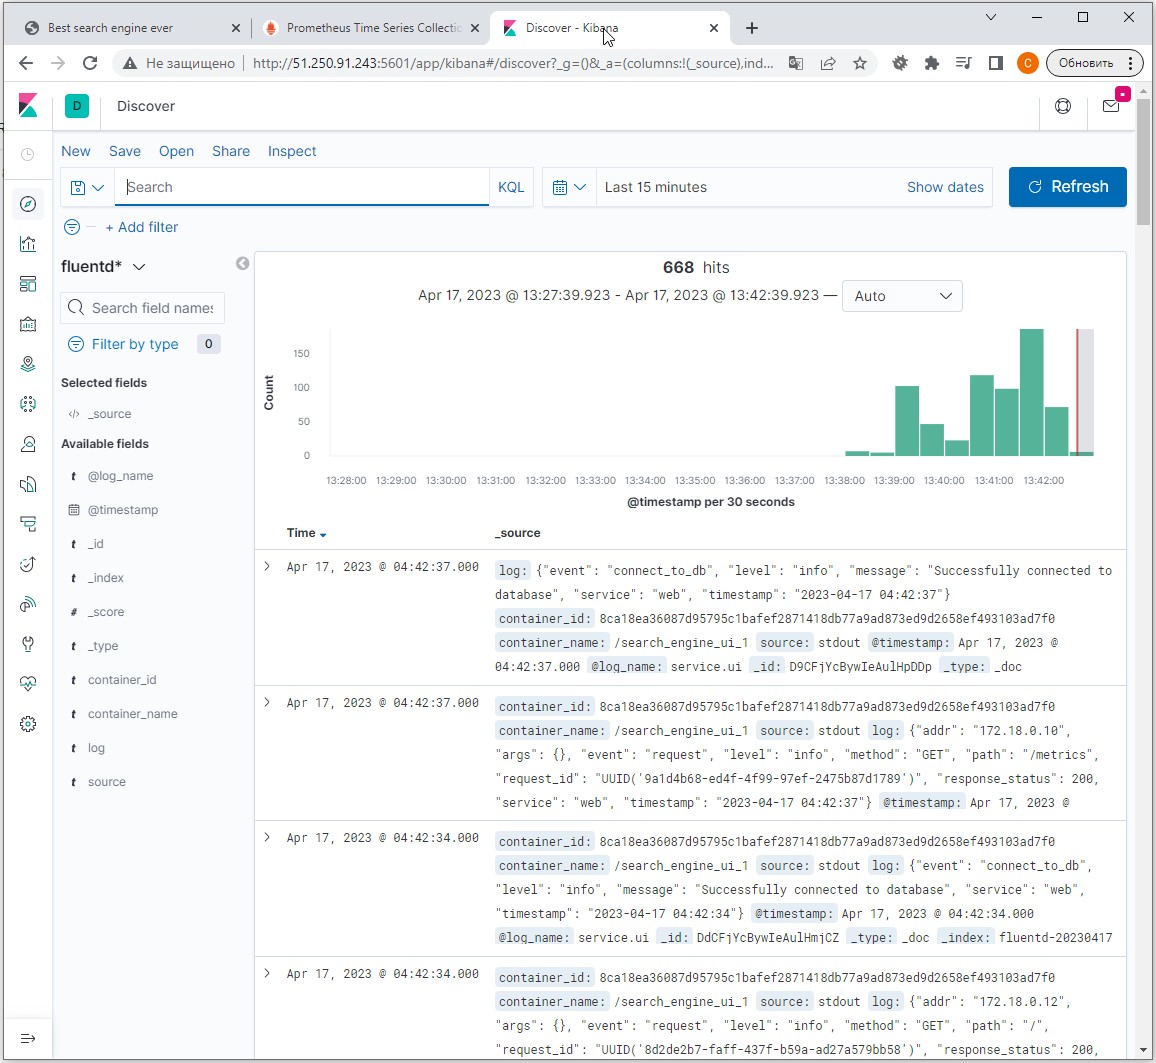 Best search engine ever
Prometheus Time Series Collectio
Discover - Kibana
Не защищено http://51.250.91.243:5601/app/kibana#/discover?_g=()&_a=(columns:!(_source),ind...
C
Обновить
D
Discover
New Save Open Share Inspect
Search
KQL
Last 15 minutes
Show dates
Refresh
+ Add filter
fluentd*
Search field names
Filter by type 0
Selected fields
_source
Available fields
t @log_name
@timestamp
t _id
t _index
# _score
t _type
t container_id
t container_name
t log
t source
668 hits
Apr 17, 2023 @ 13:27:39.923 - Apr 17, 2023 @ 13:42:39.923 — Auto
Count
150
100
50
0
13:28:00 13:29:00 13:30:00 13:31:00 13:32:00 13:33:00 13:34:00 13:35:00 13:36:00 13:37:00 13:38:00 13:39:00 13:40:00 13:41:00 13:42:00
@timestamp per 30 seconds
Time _source
Apr 17, 2023 @ 04:42:37.000
log: {"event": "connect_to_db", "level": "info", "message": "Successfully connected to
database", "service": "web", "timestamp": "2023-04-17 04:42:37"}
container_id: 8ca18ea36087d95795c1bafef2871418db77a9ad873ed9d2658ef493103ad7f0
container_name: /search_engine_ui_1 source: stdout @timestamp: Apr 17, 2023 @
04:42:37.000 @log_name: service.ui _id: D9CFjYcBywIeAulHpDDp _type: _doc
Apr 17, 2023 @ 04:42:37.000
container_id: 8ca18ea36087d95795c1bafef2871418db77a9ad873ed9d2658ef493103ad7f0
container_name: /search_engine_ui_1 source: stdout log: {"addr": "172.18.0.10",
"args": {}, "event": "request", "level": "info", "method": "GET", "path": "/metrics",
"request_id": "UUID('9a1d4b68-ed4f-4f99-97ef-2475b87d1789')", "response_status": 200,
"service": "web", "timestamp": "2023-04-17 04:42:37"} @timestamp: Apr 17, 2023 @
Apr 17, 2023 @ 04:42:34.000
container_id: 8ca18ea36087d95795c1bafef2871418db77a9ad873ed9d2658ef493103ad7f0
container_name: /search_engine_ui_1 source: stdout log: {"event": "connect_to_db",
"level": "info", "message": "Successfully connected to database", "service": "web",
"timestamp": "2023-04-17 04:42:34"} @timestamp: Apr 17, 2023 @ 04:42:34.000
@log_name: service.ui _id: DdCFjYcBywIeAulHmjCZ _type: _doc _index: fluentd-20230417
Apr 17, 2023 @ 04:42:34.000
container_id: 8ca18ea36087d95795c1bafef2871418db77a9ad873ed9d2658ef493103ad7f0
container_name: /search_engine_ui_1 source: stdout log: {"addr": "172.18.0.12",
"args": {}, "event": "request", "level": "info", "method": "GET", "path": "/",
"request_id": "UUID('8d2de2b7-faff-437f-b59a-ad27a579bb58')", "response_status": 200,